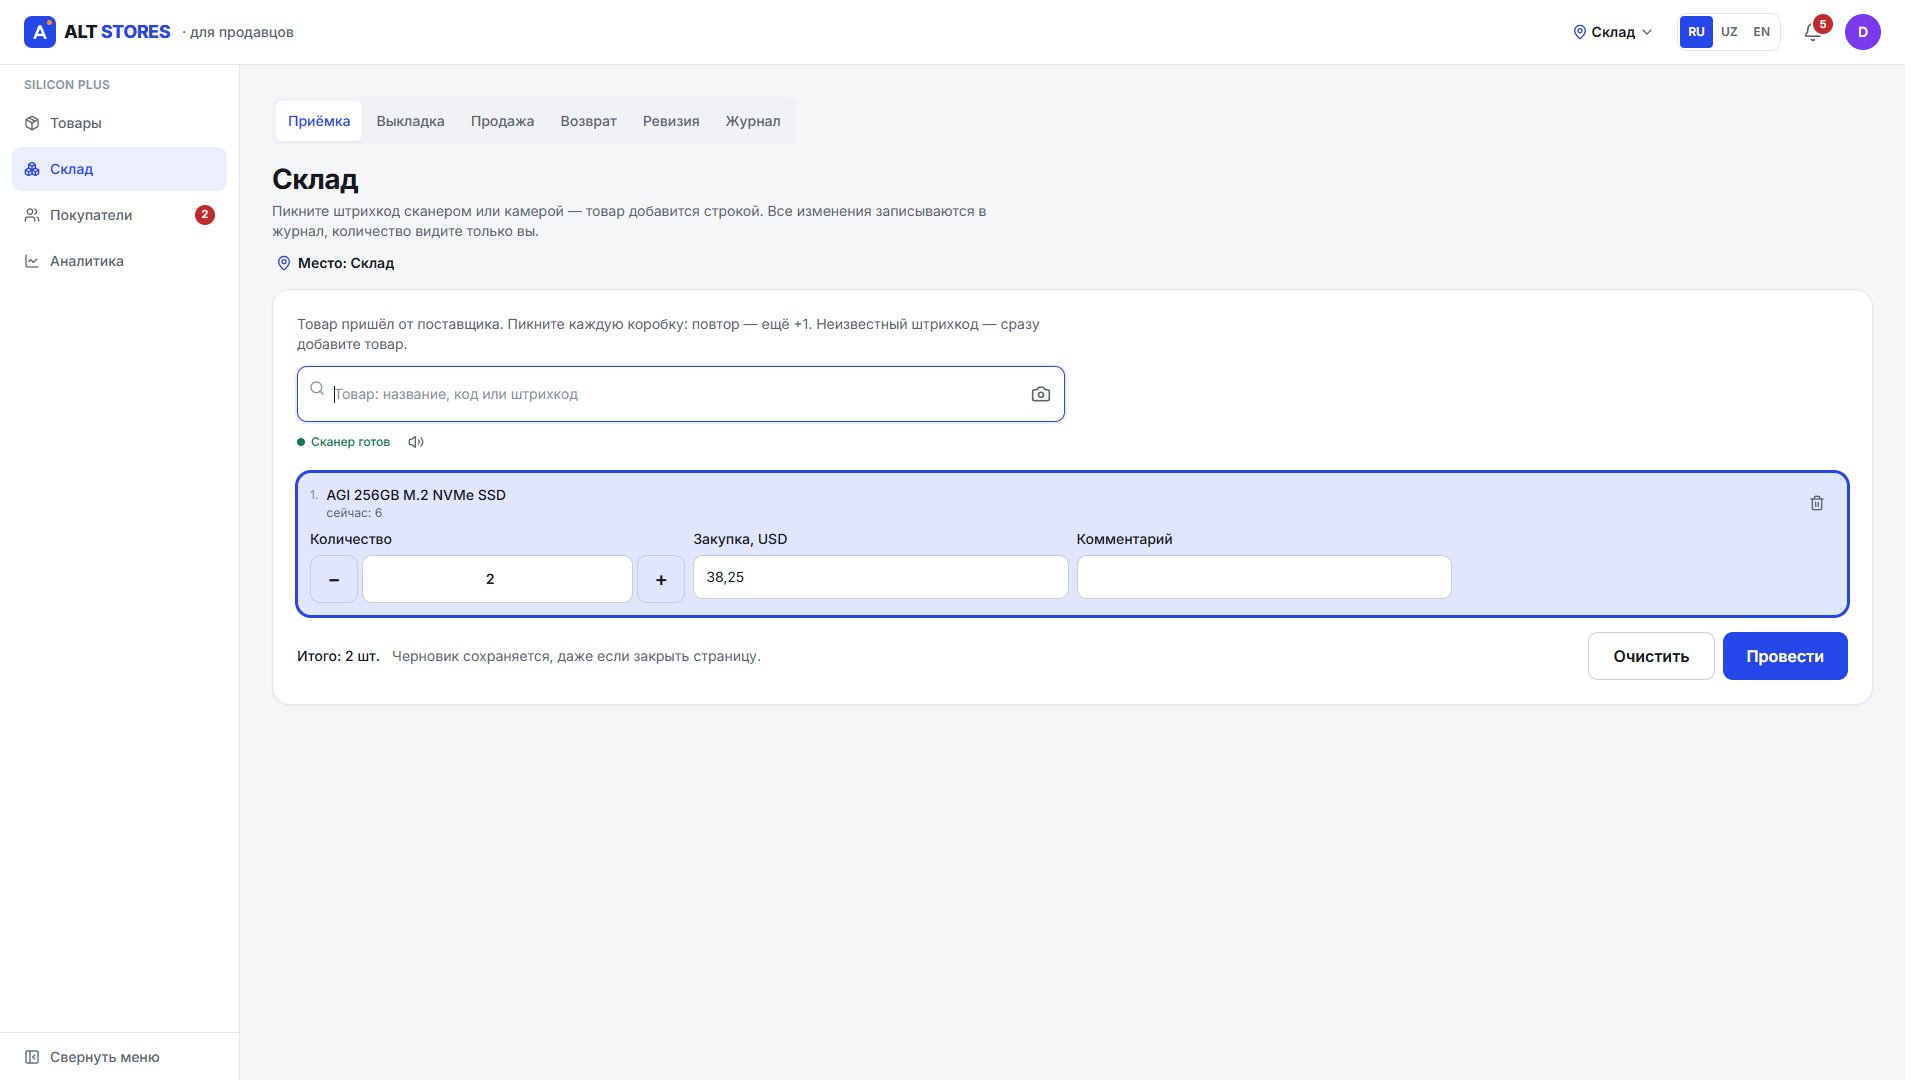 A ALT STORES · для продавцов
Склад
RU UZ EN
5
D
SILICON PLUS
Товары
Склад
Покупатели 2
Аналитика
Свернуть меню
Приёмка Выкладка Продажа Возврат Ревизия Журнал
Склад
Пикните штрихкод сканером или камерой — товар добавится строкой. Все изменения записываются в
журнал, количество видите только вы.
Место: Склад
Товар пришёл от поставщика. Пикните каждую коробку: повтор — ещё +1. Неизвестный штрихкод — сразу
добавите товар.
Товар: название, код или штрихкод
Сканер готов
1. AGI 256GB M.2 NVMe SSD
сейчас: 6
Количество Закупка, USD Комментарий
− 2 + 38,25
Итого: 2 шт. Черновик сохраняется, даже если закрыть страницу.
Очистить Провести